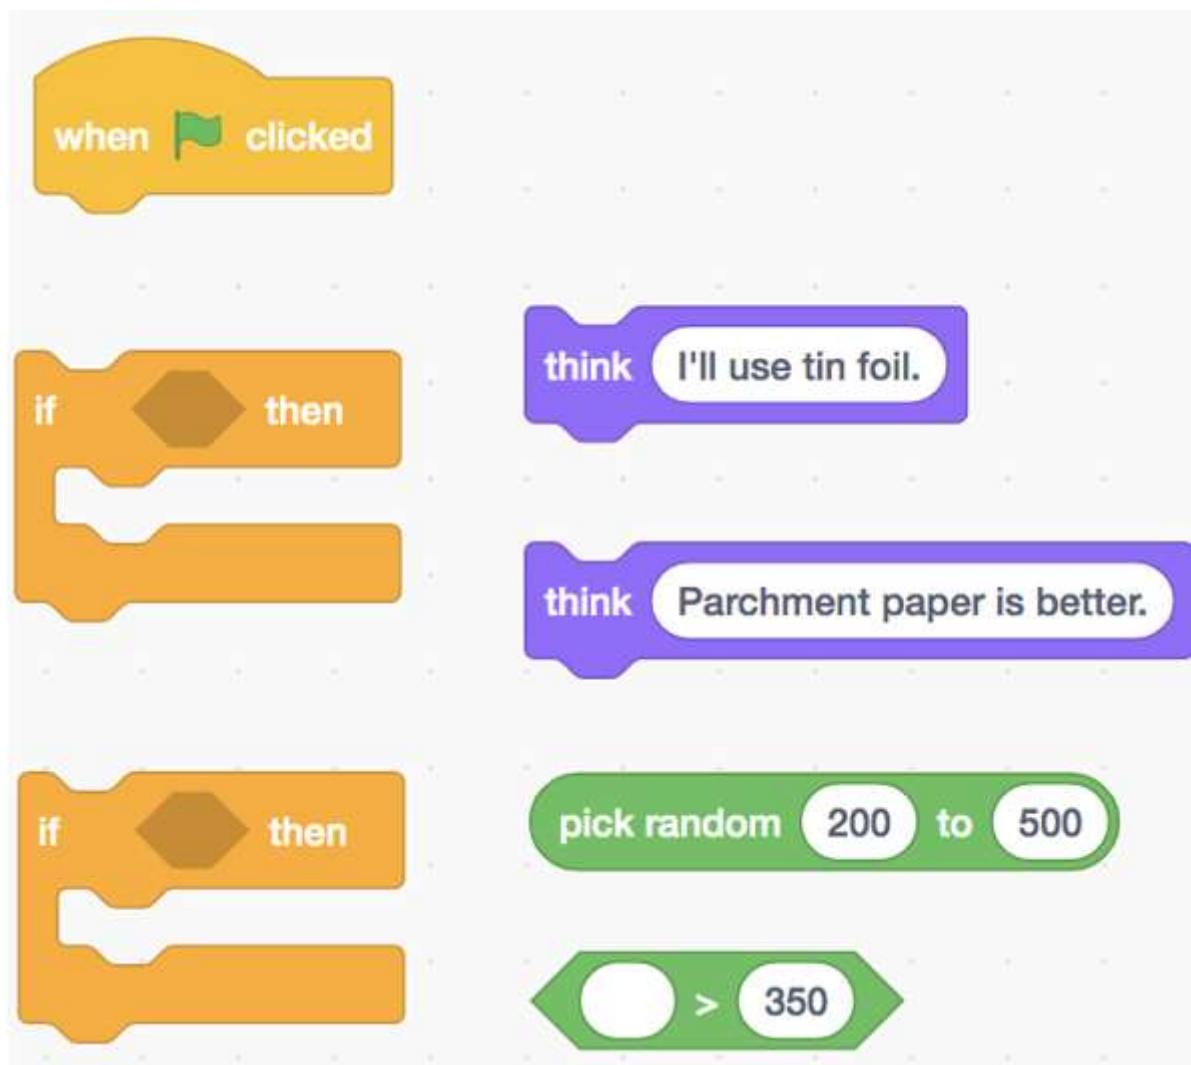 when clicked
if then
think I'll use tin foil.
think Parchment paper is better.
if then
pick random 200 to 500
> 350